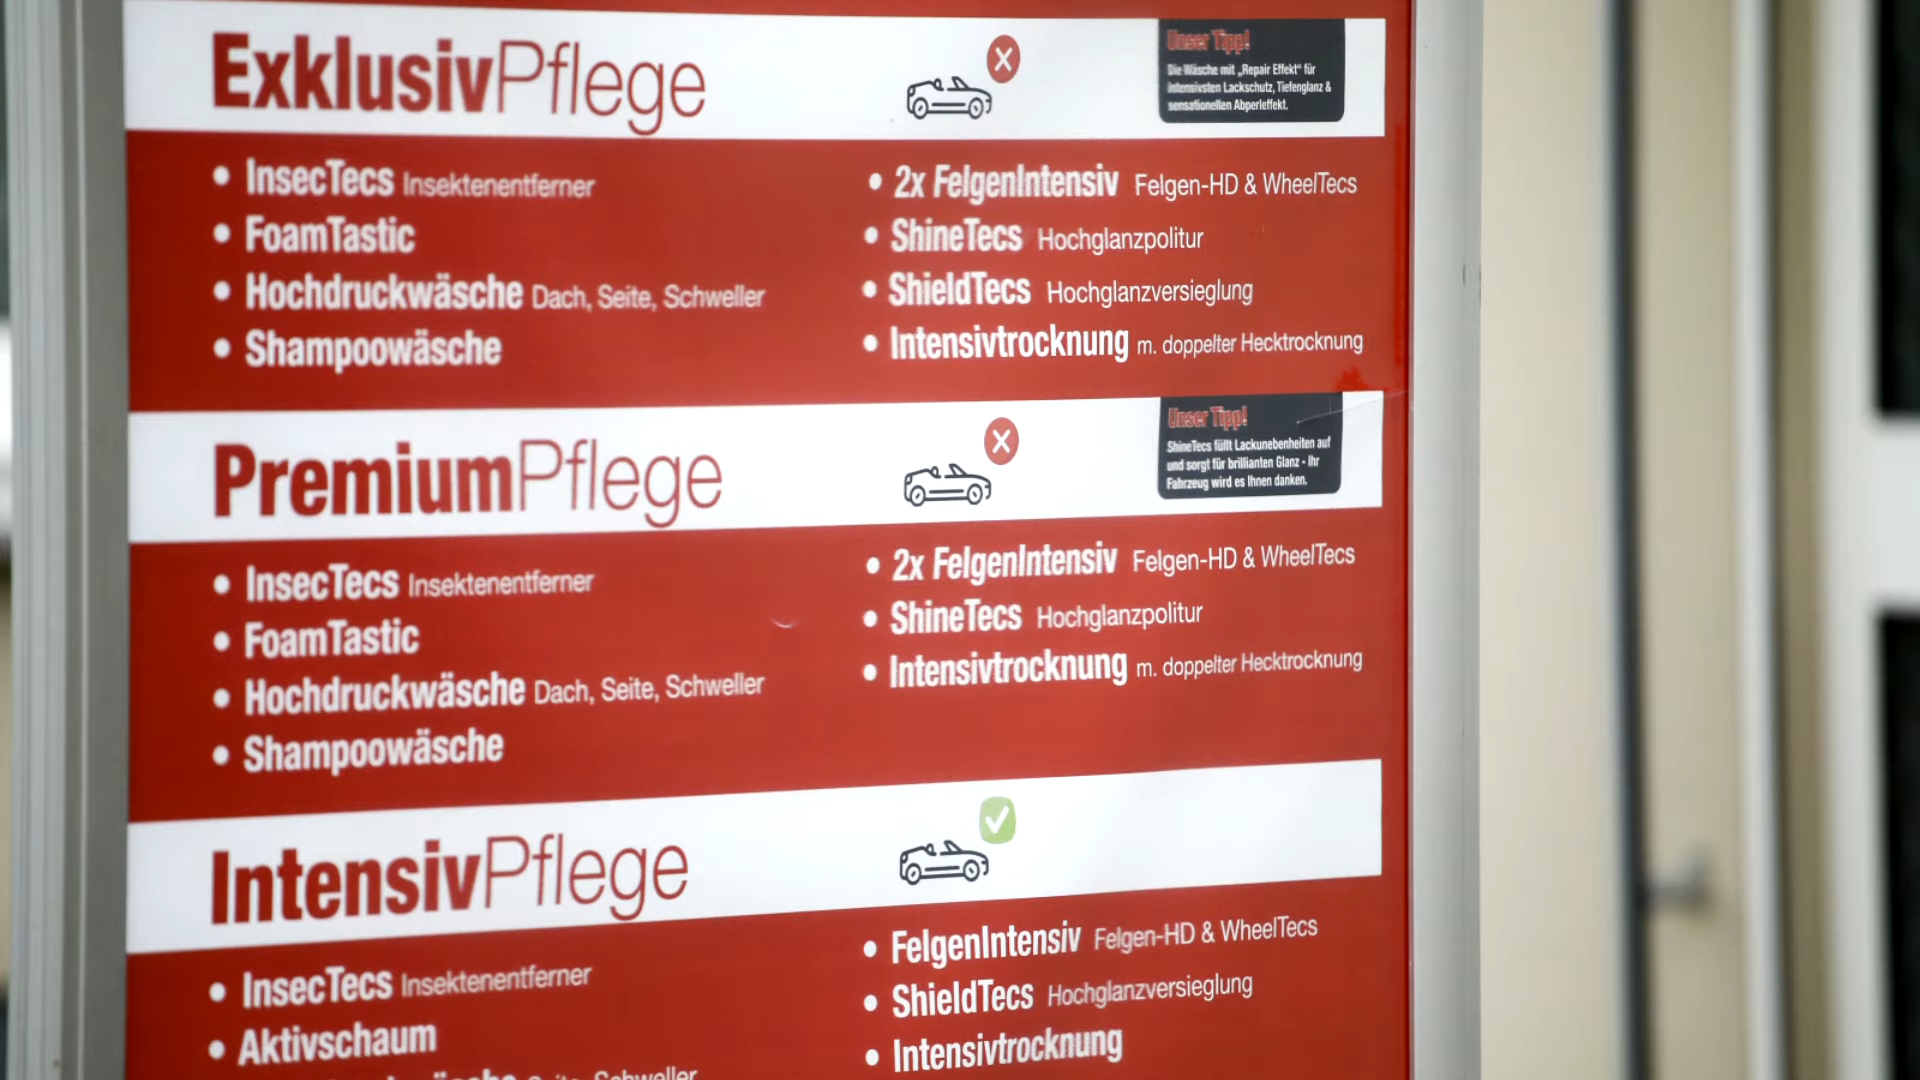 ExklusivPflege
Unser Tipp!
Die Wäsche mit „Repair Effekt“ für
intensivsten Lackschutz, Tiefenglanz &
sensationellen Abperleffekt.
• InsecTecs Insektenentferner
• FoamTastic
• Hochdruckwäsche Dach, Seite, Schweller
• Shampoowäsche
• 2x FelgenIntensiv Felgen-HD & WheelTecs
• ShineTecs Hochglanzpolitur
• ShieldTecs Hochglanzversieglung
• Intensivtrocknung m. doppelter Hecktrocknung
PremiumPflege
Unser Tipp!
ShineTecs füllt Lackunebenheiten auf
und sorgt für brillianten Glanz - Ihr
Fahrzeug wird es Ihnen danken.
• InsecTecs Insektenentferner
• FoamTastic
• Hochdruckwäsche Dach, Seite, Schweller
• Shampoowäsche
• 2x FelgenIntensiv Felgen-HD & WheelTecs
• ShineTecs Hochglanzpolitur
• Intensivtrocknung m. doppelter Hecktrocknung
IntensivPflege
• InsecTecs Insektenentferner
• Aktivschaum
Schweller
• FelgenIntensiv Felgen-HD & WheelTecs
• ShieldTecs Hochglanzversieglung
• Intensivtrocknung